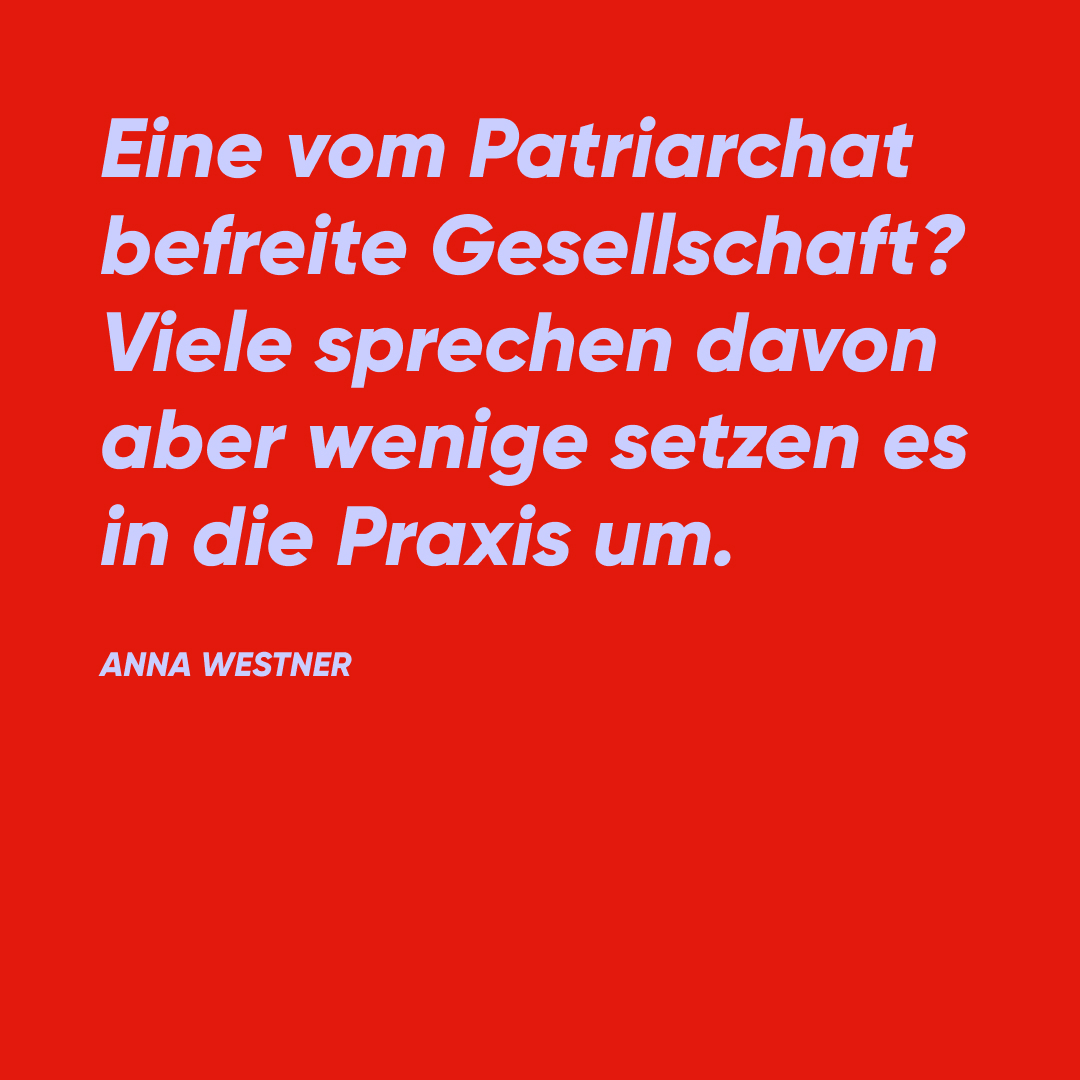 Eine vom Patriarchat
befreite Gesellschaft?
Viele sprechen davon
aber wenige setzen es
in die Praxis um.
ANNA WESTNER